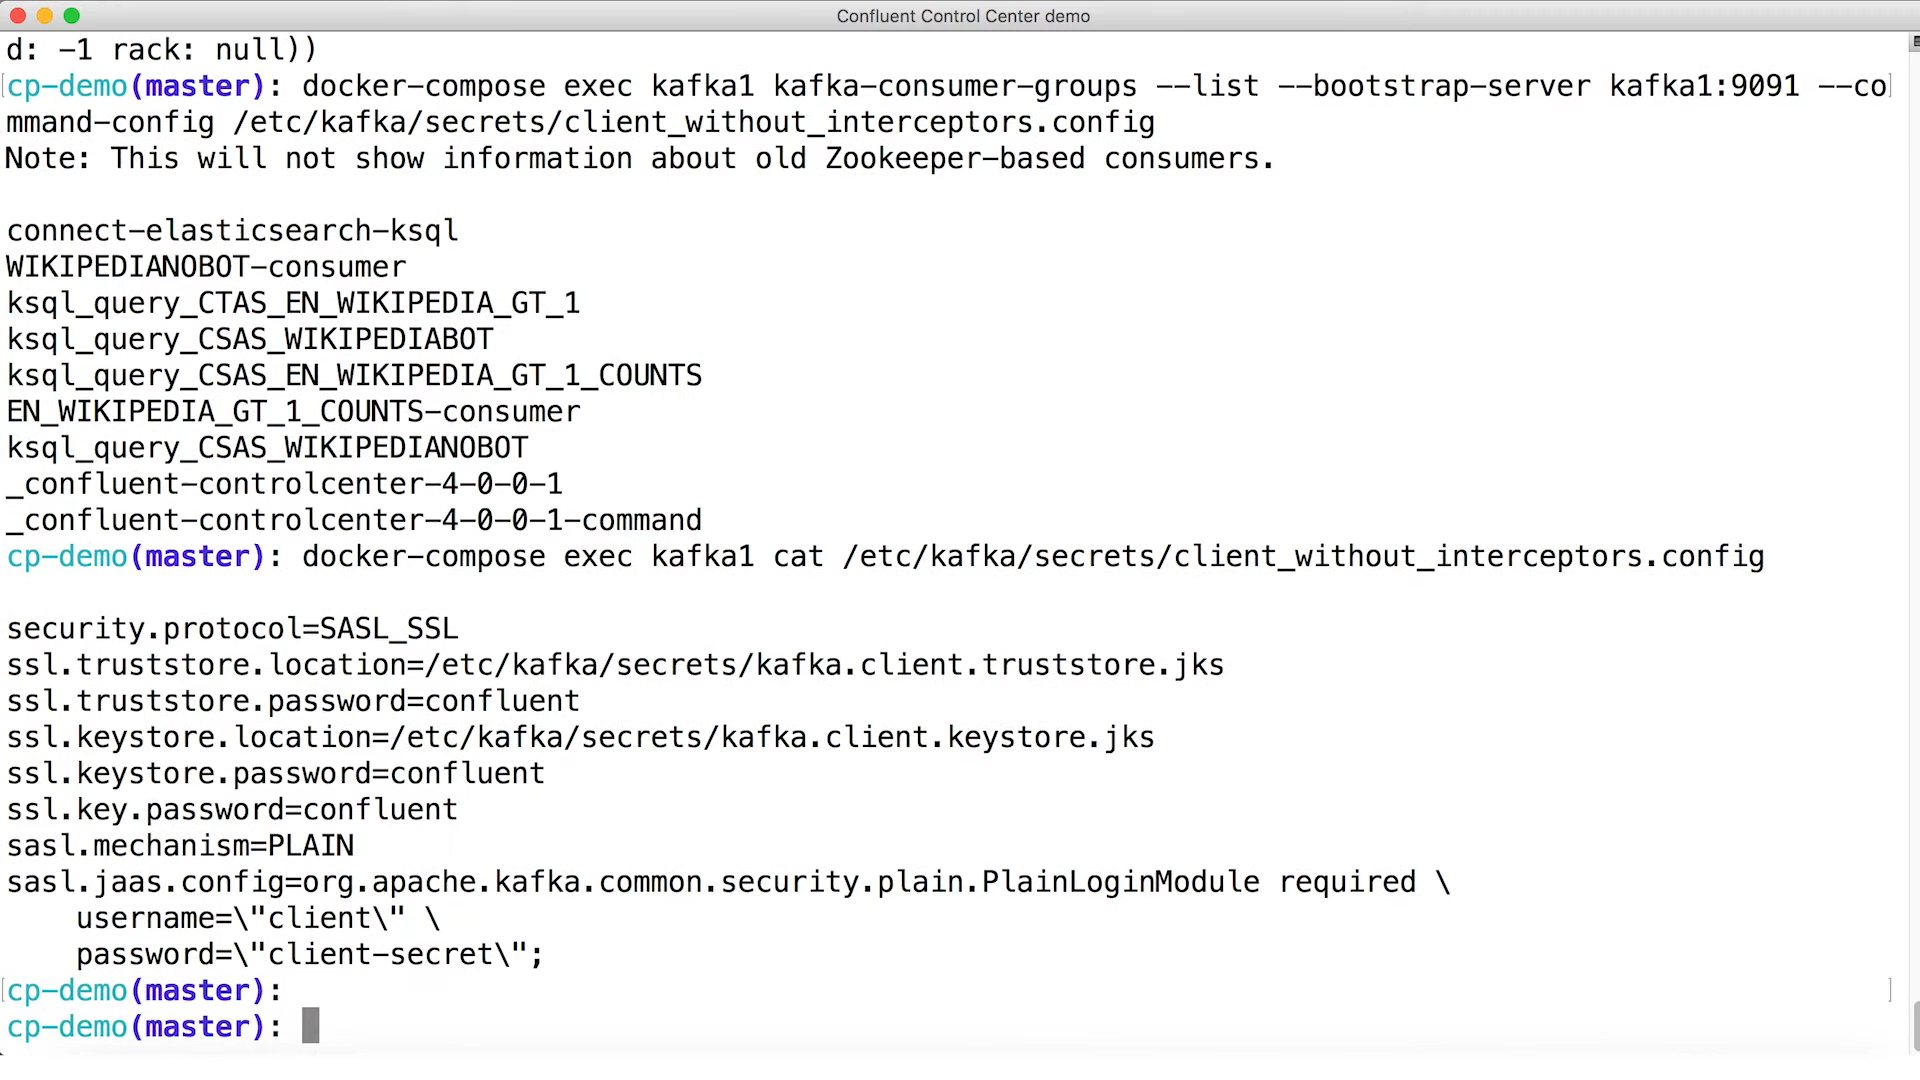 Confluent Control Center demo
d: -1 rack: null))
cp-demo(master): docker-compose exec kafka1 kafka-consumer-groups --list --bootstrap-server kafka1:9091 --co
mmand-config /etc/kafka/secrets/client_without_interceptors.config
Note: This will not show information about old Zookeeper-based consumers.

connect-elasticsearch-ksql
WIKIPEDIANOBOT-consumer
ksql_query_CTAS_EN_WIKIPEDIA_GT_1
ksql_query_CSAS_WIKIPEDIABOT
ksql_query_CSAS_EN_WIKIPEDIA_GT_1_COUNTS
EN_WIKIPEDIA_GT_1_COUNTS-consumer
ksql_query_CSAS_WIKIPEDIANOBOT
_confluent-controlcenter-4-0-0-1
_confluent-controlcenter-4-0-0-1-command
cp-demo(master): docker-compose exec kafka1 cat /etc/kafka/secrets/client_without_interceptors.config

security.protocol=SASL_SSL
ssl.truststore.location=/etc/kafka/secrets/kafka.client.truststore.jks
ssl.truststore.password=confluent
ssl.keystore.location=/etc/kafka/secrets/kafka.client.keystore.jks
ssl.keystore.password=confluent
ssl.key.password=confluent
sasl.mechanism=PLAIN
sasl.jaas.config=org.apache.kafka.common.security.plain.PlainLoginModule required \
    username=\"client\" \
    password=\"client-secret\";
cp-demo(master):
cp-demo(master):